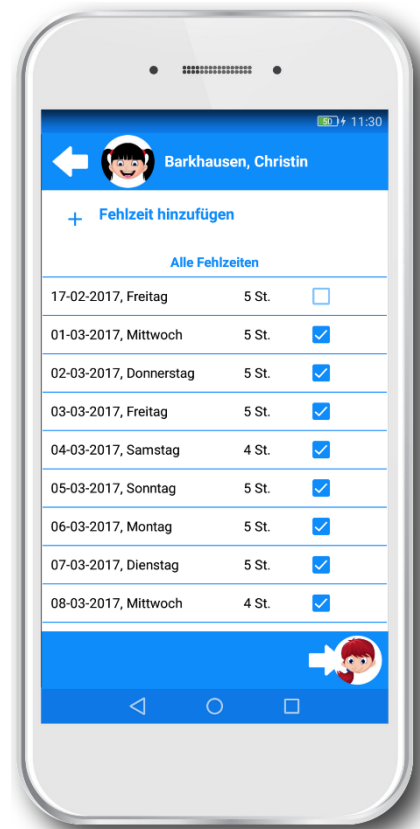 50 11:30
Barkhausen, Christin
+ Fehlzeit hinzufügen
Alle Fehlzeiten
17-02-2017, Freitag 5 St.
01-03-2017, Mittwoch 5 St.
02-03-2017, Donnerstag 5 St.
03-03-2017, Freitag 5 St.
04-03-2017, Samstag 4 St.
05-03-2017, Sonntag 5 St.
06-03-2017, Montag 5 St.
07-03-2017, Dienstag 5 St.
08-03-2017, Mittwoch 4 St.